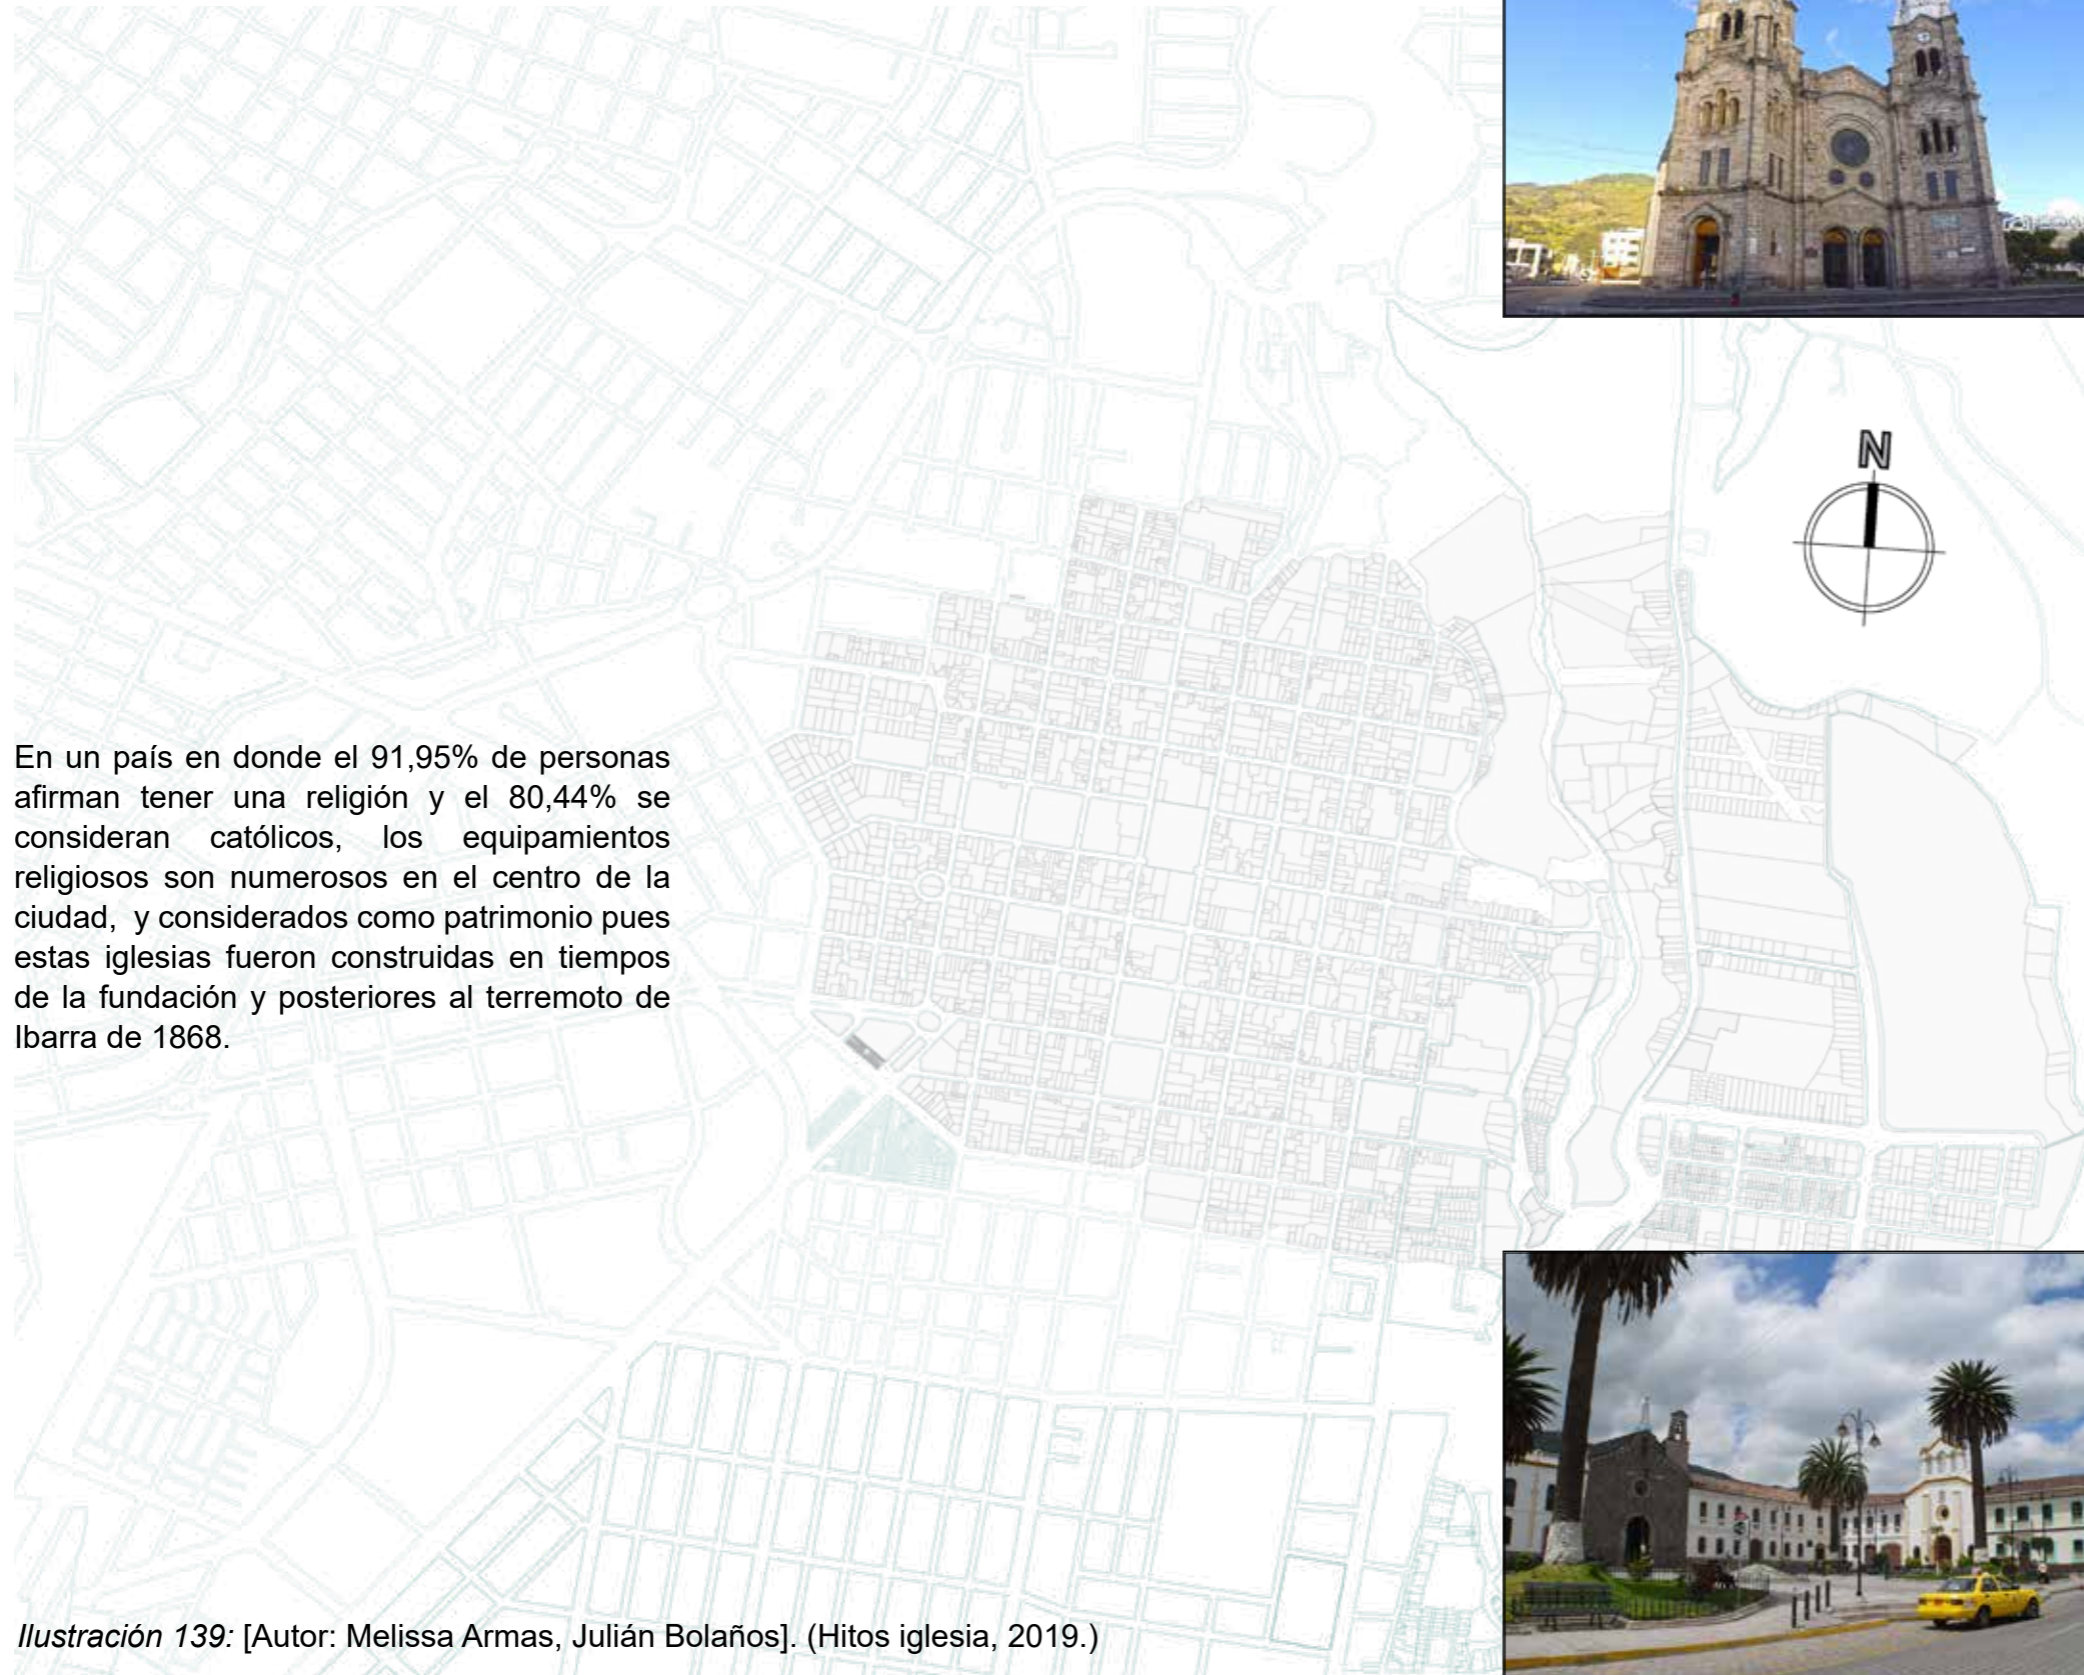 N
En un país en donde el 91,95% de personas
afirman tener una religión y el 80,44% se
consideran católicos, los equipamientos
religiosos son numerosos en el centro de la
ciudad, y considerados como patrimonio pues
estas iglesias fueron construidas en tiempos
de la fundación y posteriores al terremoto de
Ibarra de 1868.
Ilustración 139: [Autor: Melissa Armas, Julián Bolaños]. (Hitos iglesia, 2019.)